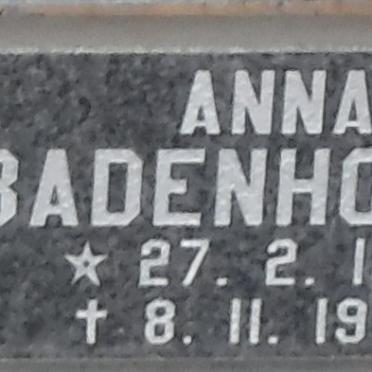 ANNA
BADENHO
☆ 27. 2. 1
✝ 8. 11. 19